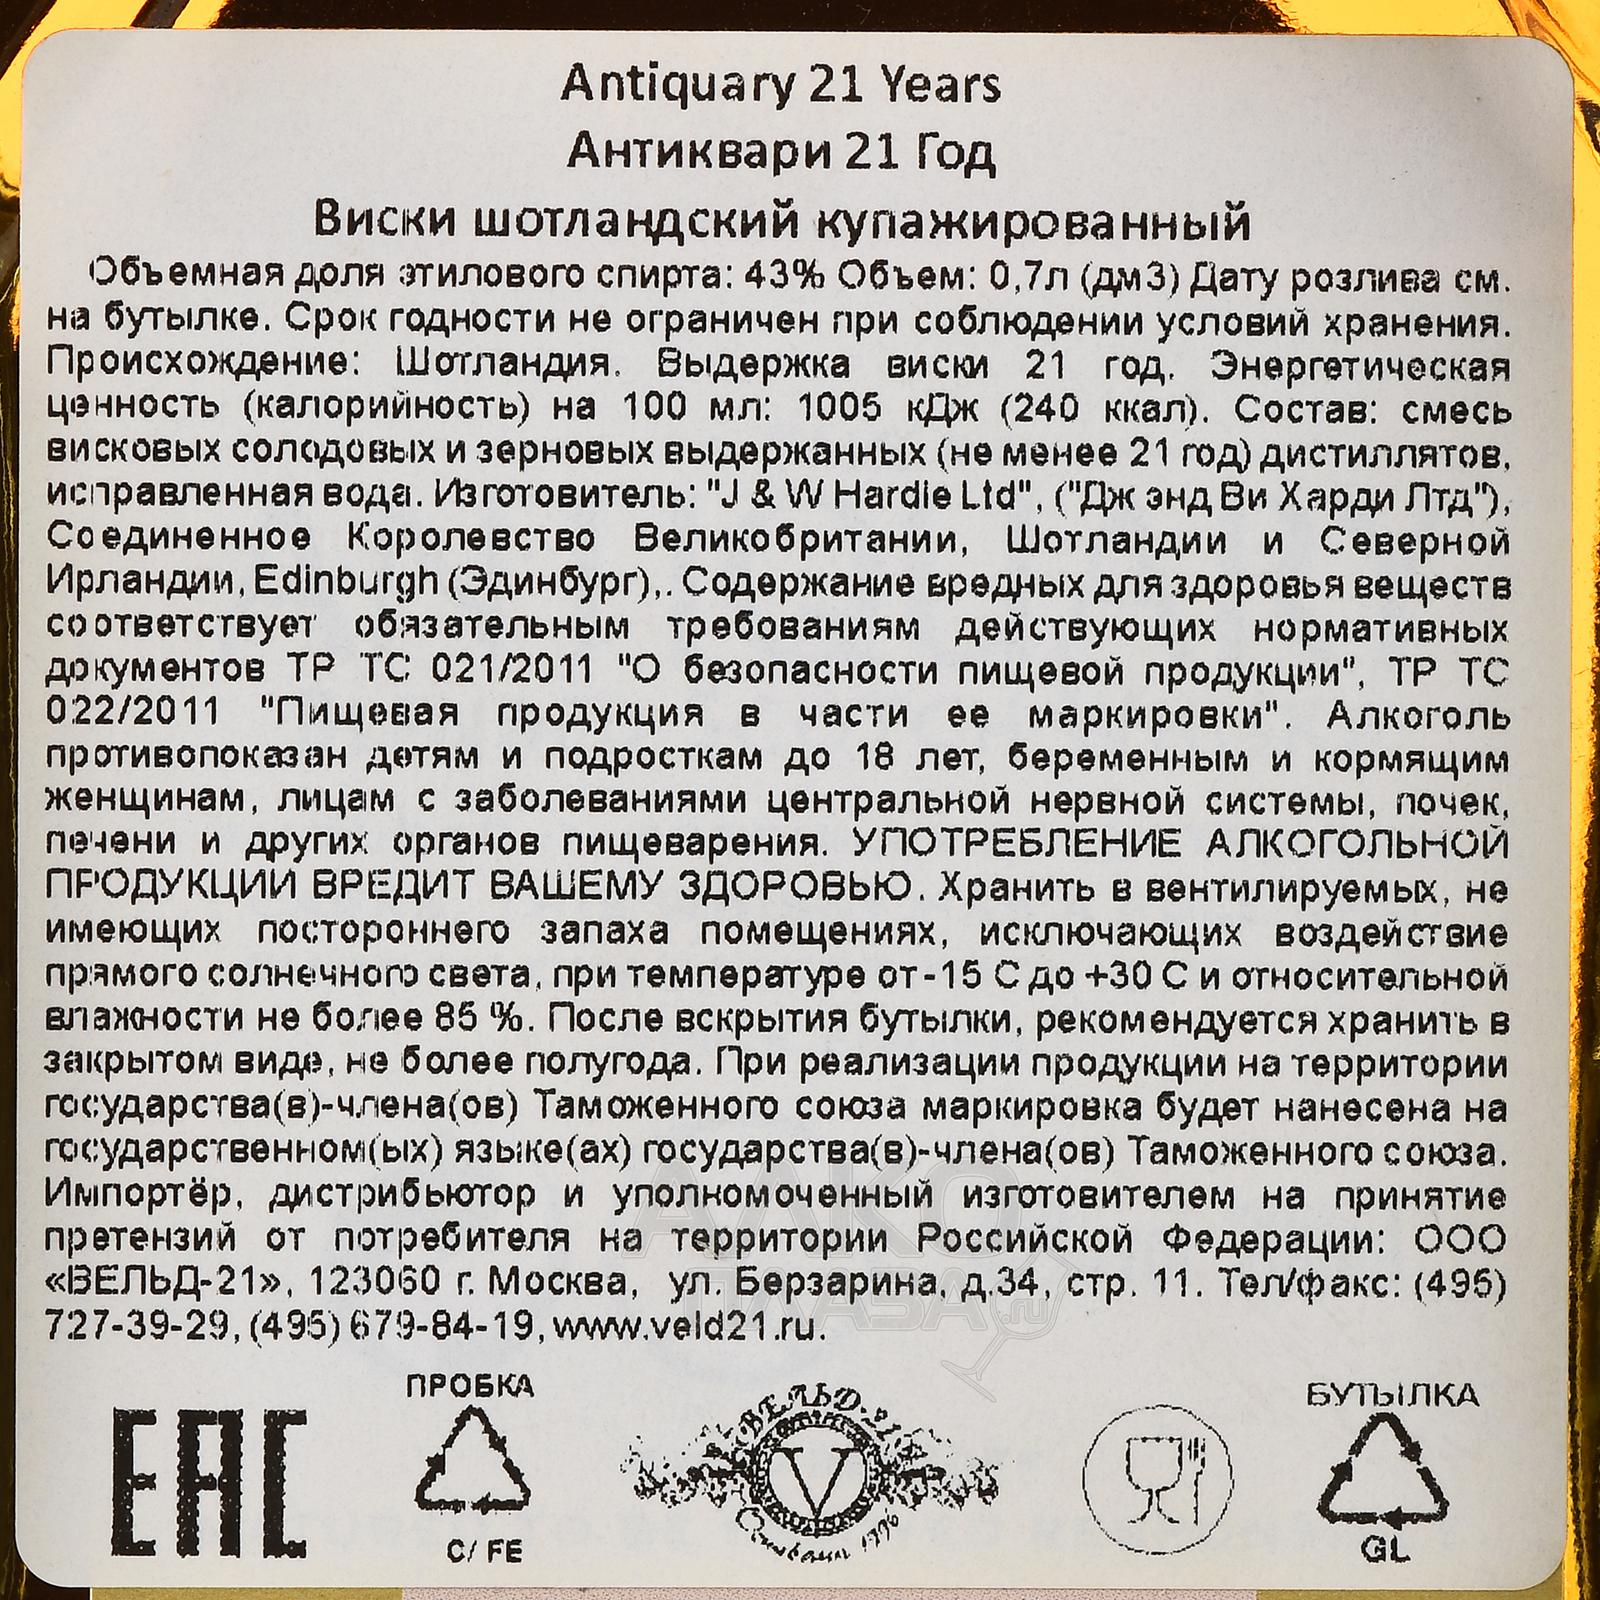 Antiquary 21 Years
Антиквари 21 Год
Виски шотландский купажированный
Объемная доля этилового спирта: 43% Объем: 0,7л (дм3) Дату розлива см.
на бутылке. Срок годности не ограничен при соблюдении условий хранения.
Происхождение: Шотландия. Выдержка виски 21 год. Энергетическая
ценность (калорийность) на 100 мл: 1005 кДж (240 ккал). Состав: смесь
висковых солодовых и зерновых выдержанных (не менее 21 год) дистиллятов,
исправленная вода. Изготовитель: "J & W Hardie Ltd", ("Дж энд Ви Харди Лтд"),
Соединенное Королевство Великобритании, Шотландии и Северной
Ирландии, Edinburgh (Эдинбург),. Содержание вредных для здоровья веществ
соответствует обязательным требованиям действующих нормативных
документов ТР ТС 021/2011 "О безопасности пищевой продукции", ТР ТС
022/2011 "Пищевая продукция в части ее маркировки". Алкоголь
противопоказан детям и подросткам до 18 лет, беременным и кормящим
женщинам, лицам с заболеваниями центральной нервной системы, почек,
печени и других органов пищеварения. УПОТРЕБЛЕНИЕ АЛКОГОЛЬНОЙ
ПРОДУКЦИИ ВРЕДИТ ВАШЕМУ ЗДОРОВЬЮ. Хранить в вентилируемых, не
имеющих постороннего запаха помещениях, исключающих воздействие
прямого солнечного света, при температуре от -15 С до +30 С и относительной
влажности не более 85 %. После вскрытия бутылки, рекомендуется хранить в
закрытом виде, не более полугода. При реализации продукции на территории
государства(в)-члена(ов) Таможенного союза маркировка будет нанесена на
государственном(ых) языке(ах) государства(в)-члена(ов) Таможенного союза.
Импортёр, дистрибьютор и уполномоченный изготовителем на принятие
претензий от потребителя на территории Российской Федерации: ООО
«ВЕЛЬД-21», 123060 г. Москва, ул. Берзарина, д.34, стр. 11. Тел/факс: (495)
727-39-29, (495) 679-84-19, www.veld21.ru.
АЛКО
ПЛАЗА.ru
ПРОБКА
БУТЫЛКА
EAC
ВЕЛЬД-21
V
1996
C/ FE
GL